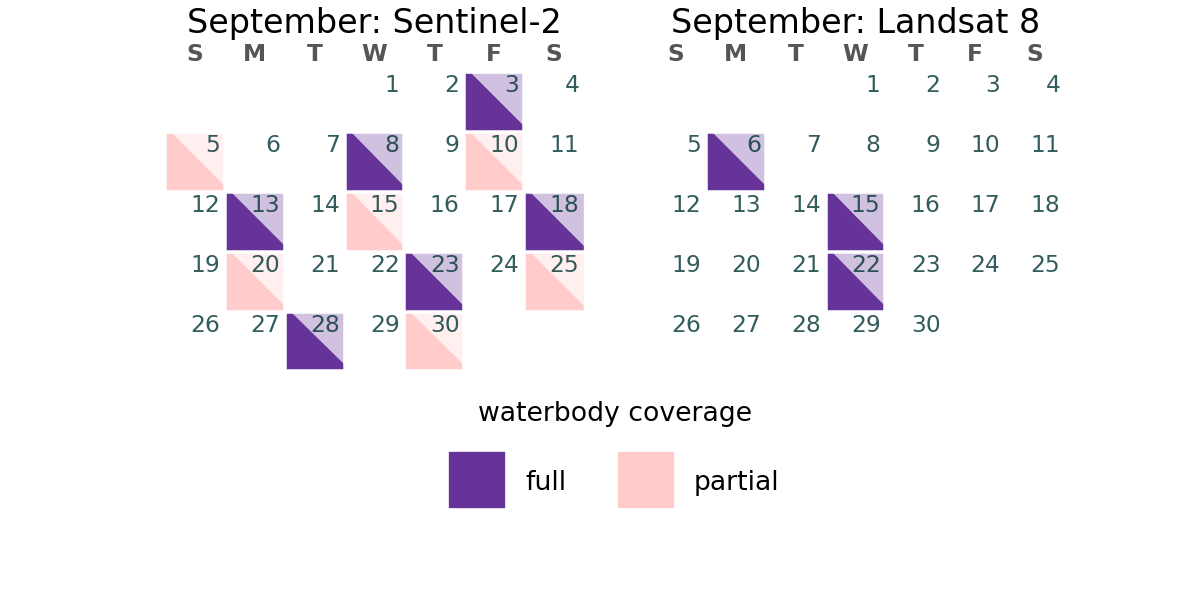 September: Sentinel-2
S M T W T F S
1 2 3 4
5 6 7 8 9 10 11
12 13 14 15 16 17 18
19 20 21 22 23 24 25
26 27 28 29 30
September: Landsat 8
S M T W T F S
1 2 3 4
5 6 7 8 9 10 11
12 13 14 15 16 17 18
19 20 21 22 23 24 25
26 27 28 29 30
waterbody coverage
full
partial